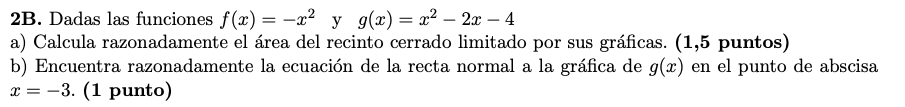 2B. Dadas las funciones f(x) = −x² y g(x) = x² − 2x − 4
a) Calcula razonadamente el área del recinto cerrado limitado por sus gráficas. (1,5 puntos)
b) Encuentra razonadamente la ecuación de la recta normal a la gráfica de g(x) en el punto de abscisa
x = −3. (1 punto)